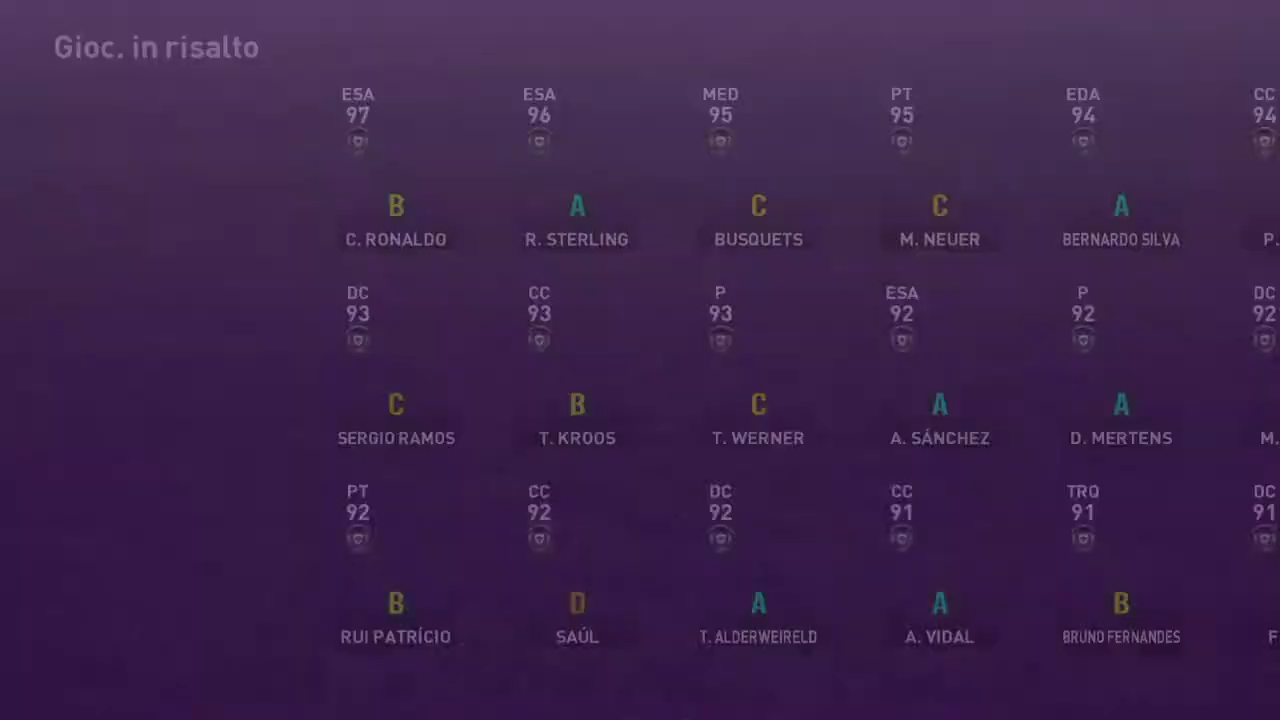 Gioc. in risalto
ESA ESA MED PT EDA CC
97 96 95 95 94 94
B A C C A
C. RONALDO R. STERLING BUSQUETS M. NEUER BERNARDO SILVA P.
DC CC P ESA P DC
93 93 93 92 92 92
C B C A A
SERGIO RAMOS T. KROOS T. WERNER A. SÁNCHEZ D. MERTENS M.
PT CC DC CC TRQ DC
92 92 92 91 91 91
B D A A B
RUI PATRÍCIO SAÚL T. ALDERWEIRELD A. VIDAL BRUNO FERNANDES F